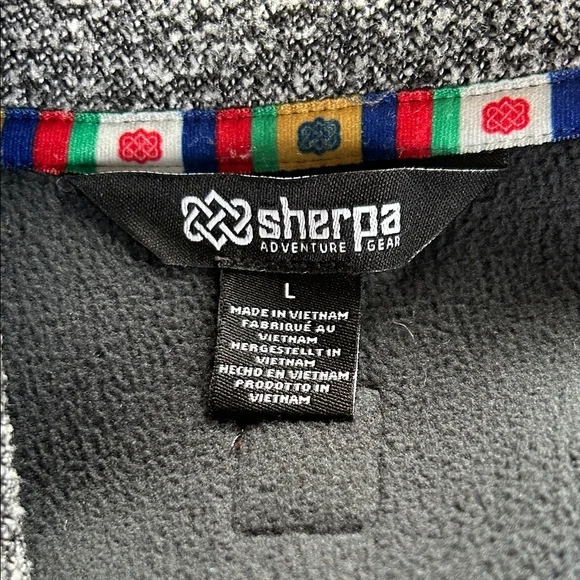 sherpa
ADVENTURE GEAR
L
MADE IN VIETNAM
FABRIQUÉ AU
VIETNAM
HERGESTELLT IN
VIETNAM
HECHO EN VIETNAM
PRODOTTO IN
VIETNAM